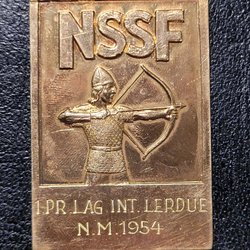 NSSF
1.PR. LAG INT. LERDUE
N.M. 1954